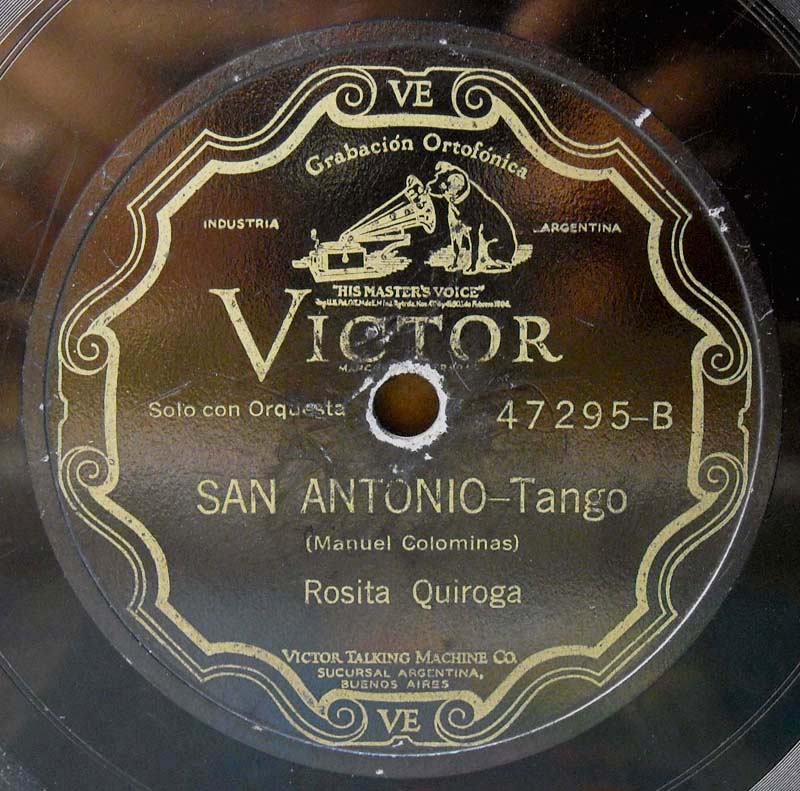 VE
Grabación Ortofónica
INDUSTRIA ARGENTINA
"HIS MASTER'S VOICE"
VICTOR
Solo con Orquesta 47295-B
SAN ANTONIO-Tango
(Manuel Colominas)
Rosita Quiroga
VICTOR TALKING MACHINE CO.
SUCURSAL ARGENTINA,
BUENOS AIRES
VE